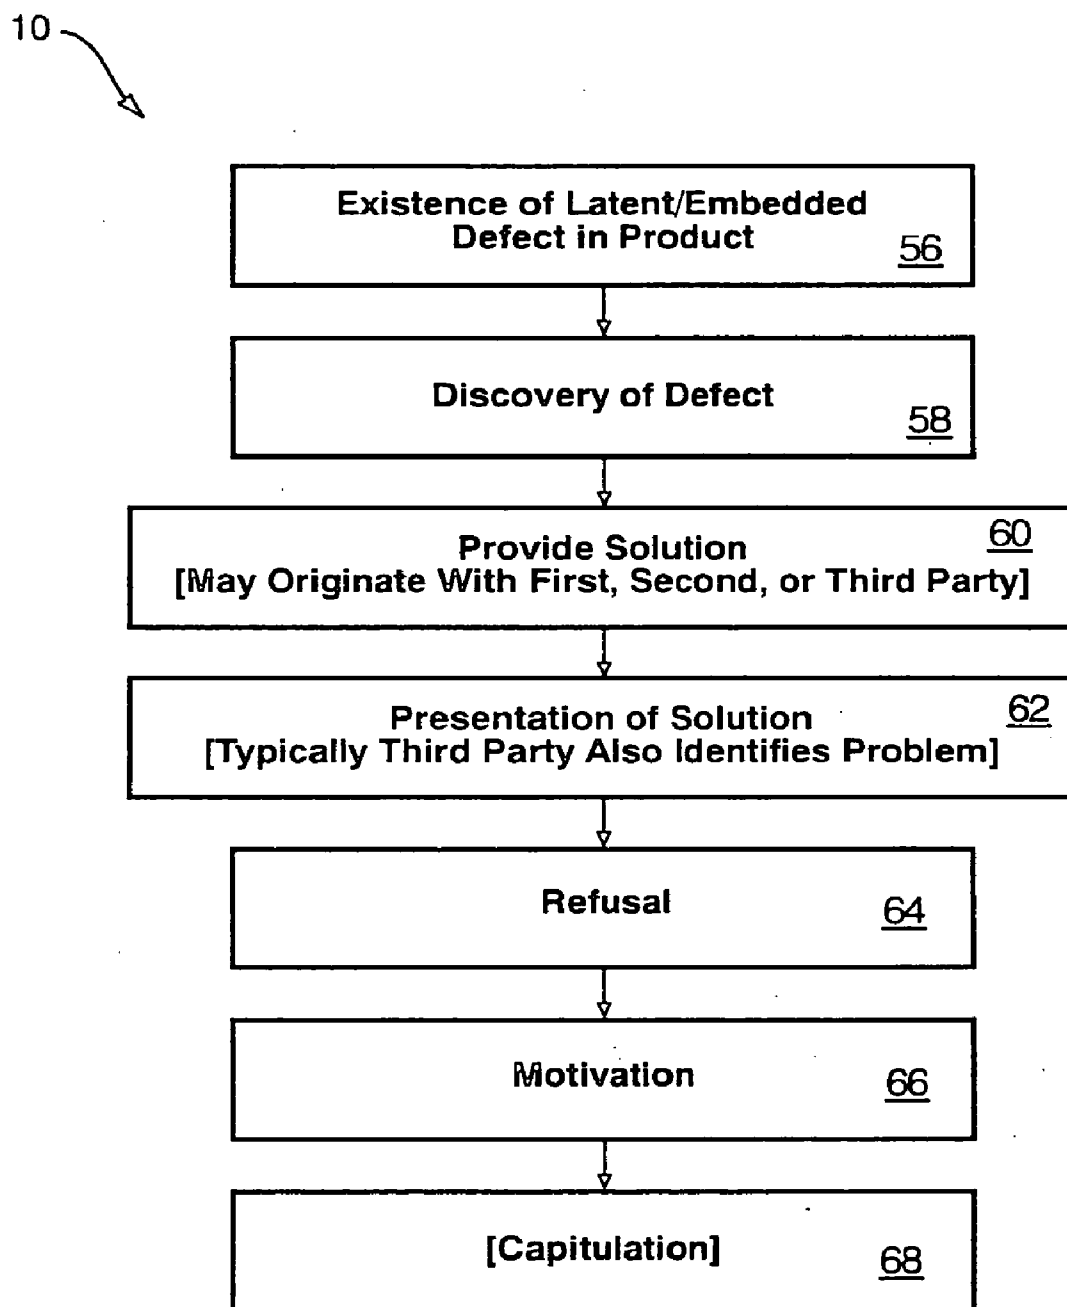 10
Existence of Latent/Embedded
Defect in Product
56
Discovery of Defect
58
60
Provide Solution
[May Originate With First, Second, or Third Party]
62
Presentation of Solution
[Typically Third Party Also Identifies Problem]
Refusal
64
Motivation
66
[Capitulation]
68